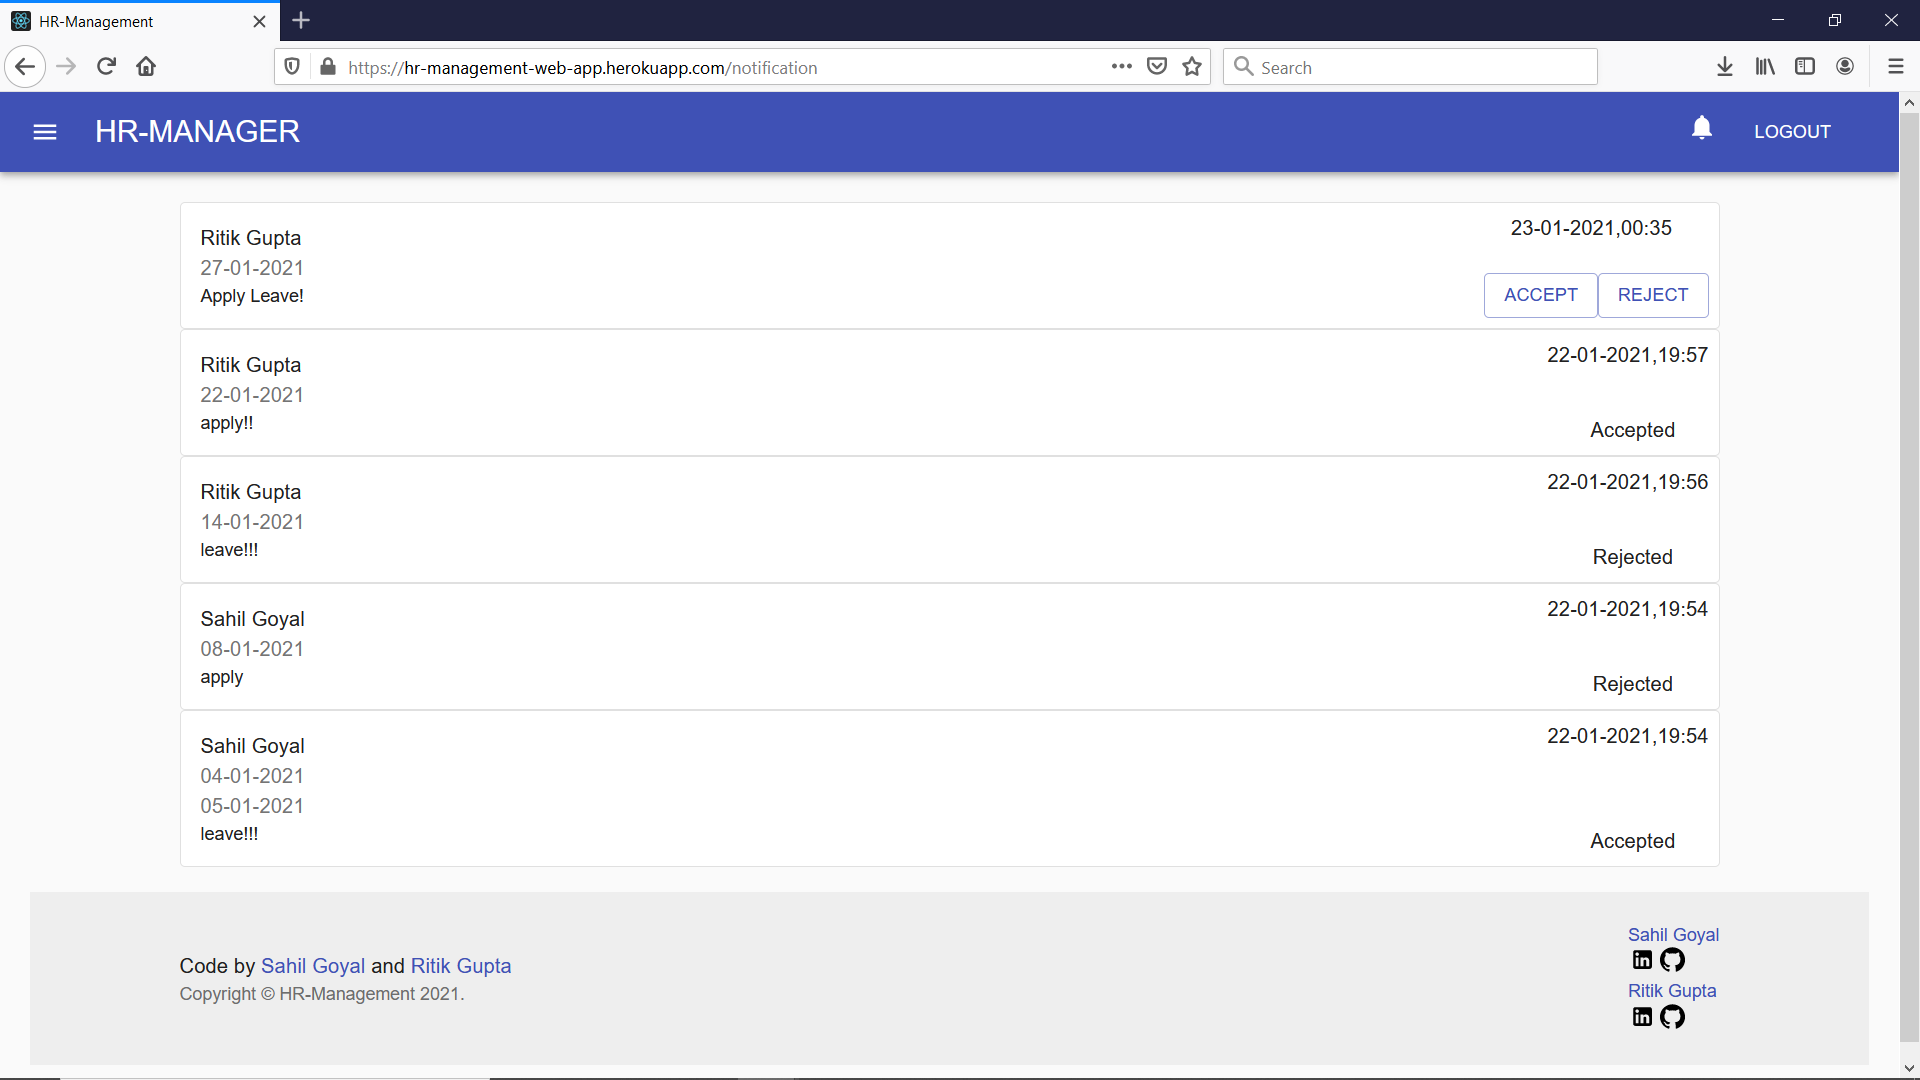 HR-Management
https://hr-management-web-app.herokuapp.com/notification
Search
HR-MANAGER
LOGOUT
Ritik Gupta
23-01-2021,00:35
27-01-2021
Apply Leave!
ACCEPT REJECT
Ritik Gupta
22-01-2021,19:57
22-01-2021
apply!!
Accepted
Ritik Gupta
22-01-2021,19:56
14-01-2021
leave!!!
Rejected
Sahil Goyal
22-01-2021,19:54
08-01-2021
apply
Rejected
Sahil Goyal
22-01-2021,19:54
04-01-2021
05-01-2021
leave!!!
Accepted
Code by Sahil Goyal and Ritik Gupta
Copyright © HR-Management 2021.
Sahil Goyal
in
Ritik Gupta
in